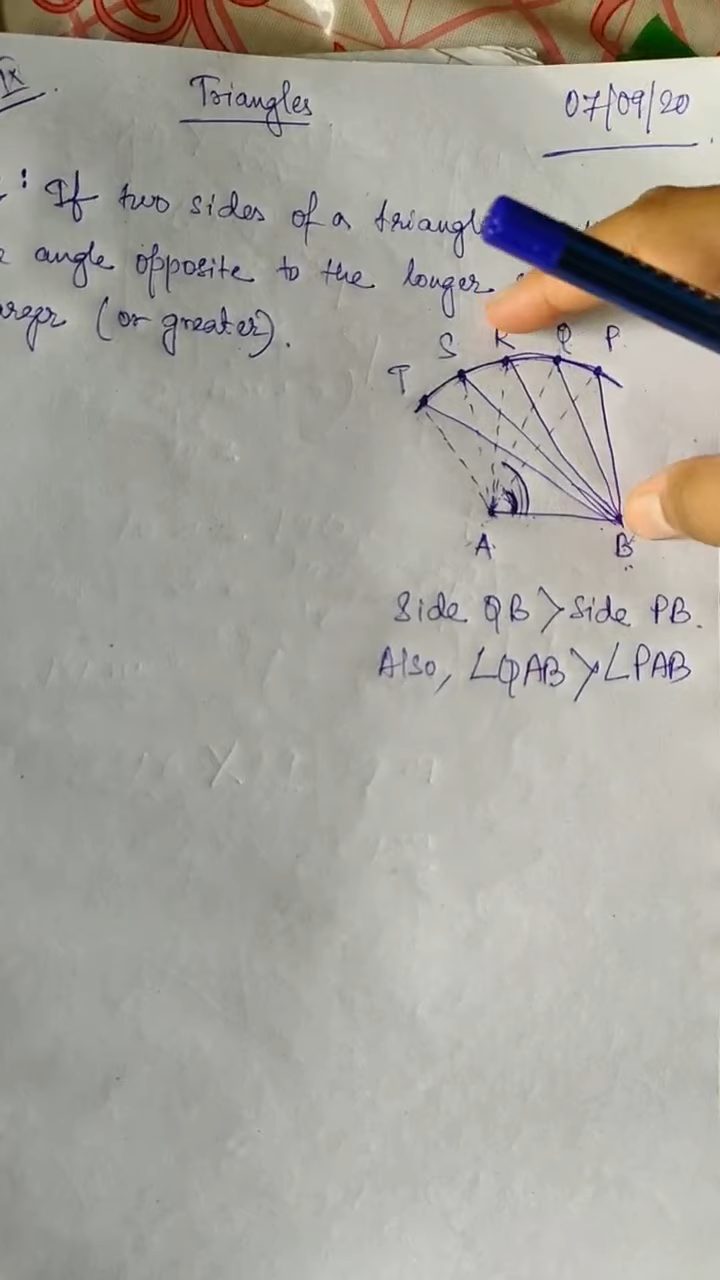 IX
Triangles
07/09/20
: If two sides of a triangl
angle opposite to the longer
(or greater).
T S R Q P
A B
Side QB > Side PB.
Also, ∠QAB > ∠PAB